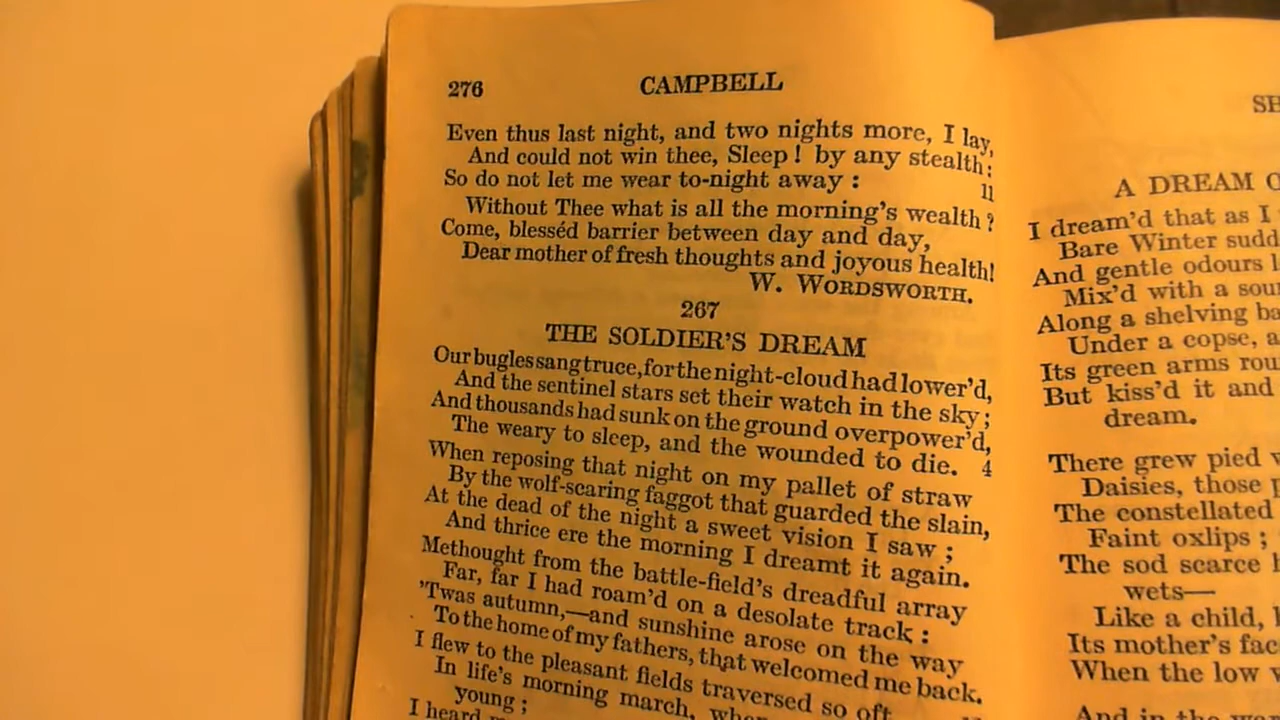 276 CAMPBELL
Even thus last night, and two nights more, I lay,
And could not win thee, Sleep! by any stealth:
So do not let me wear to-night away: 11
Without Thee what is all the morning's wealth?
Come, blesséd barrier between day and day,
Dear mother of fresh thoughts and joyous health!
W. WORDSWORTH.
267
THE SOLDIER'S DREAM
Our bugles sang truce, for the night-cloud had lower'd,
And the sentinel stars set their watch in the sky;
And thousands had sunk on the ground overpower'd,
The weary to sleep, and the wounded to die. 4
When reposing that night on my pallet of straw
By the wolf-scaring faggot that guarded the slain,
At the dead of the night a sweet vision I saw;
And thrice ere the morning I dreamt it again.
Methought from the battle-field's dreadful array
Far, far I had roam'd on a desolate track:
'Twas autumn,—and sunshine arose on the way
To the home of my fathers, that welcomed me back.
I flew to the pleasant fields traversed so oft
In life's morning march, when
young;
I heard
A DREAM
I dream'd that as I
Bare Winter
And gentle odours
Mix'd with a
Along a shelving
Under a copse,
Its green arms
But kiss'd it and
dream.
There grew pied
Daisies, those
The constellated
Faint oxlips;
The sod scarce
wets—
Like a child,
Its mother's
When the low
And in the